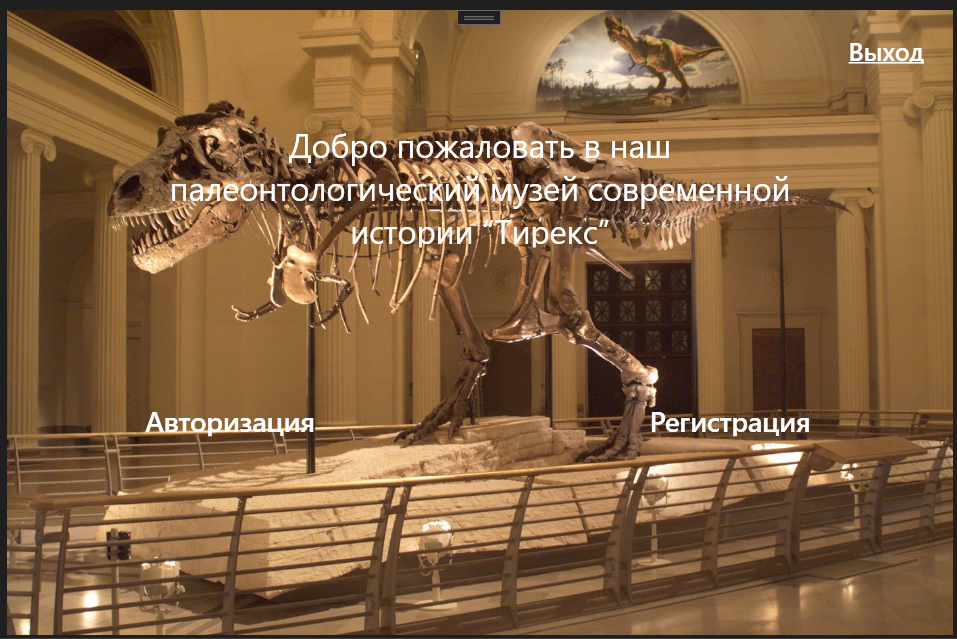 Выход
Добро пожаловать в наш
палеонтологический музей современной
истории “Тирекс”
Авторизация
Регистрация